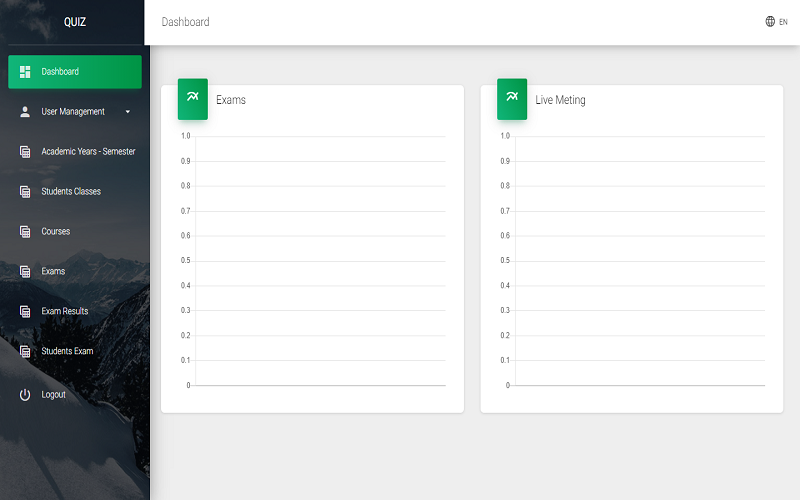 QUIZ
Dashboard
User Management
Academic Years - Semester
Students Classes
Courses
Exams
Exam Results
Students Exam
Logout
Dashboard
EN
Exams
1.0
0.9
0.8
0.7
0.6
0.5
0.4
0.3
0.2
0.1
0
Live Meting
1.0
0.9
0.8
0.7
0.6
0.5
0.4
0.3
0.2
0.1
0